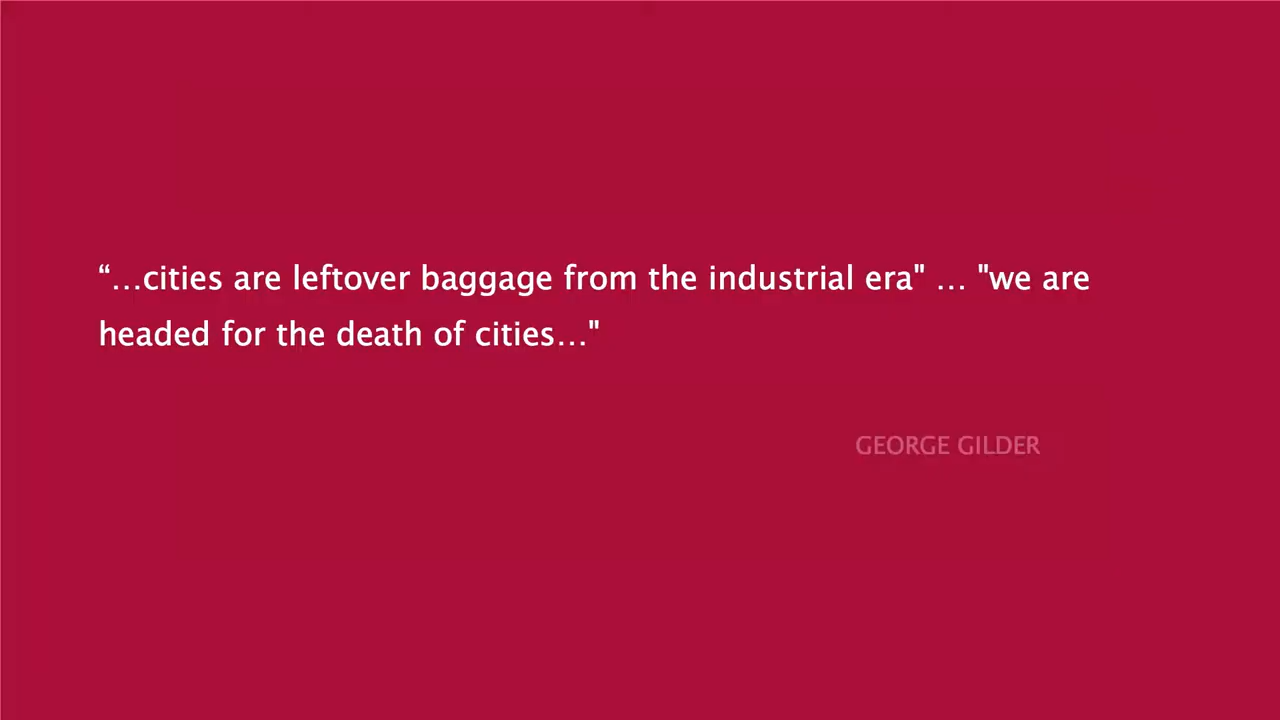 “…cities are leftover baggage from the industrial era" … "we are
headed for the death of cities…"
GEORGE GILDER